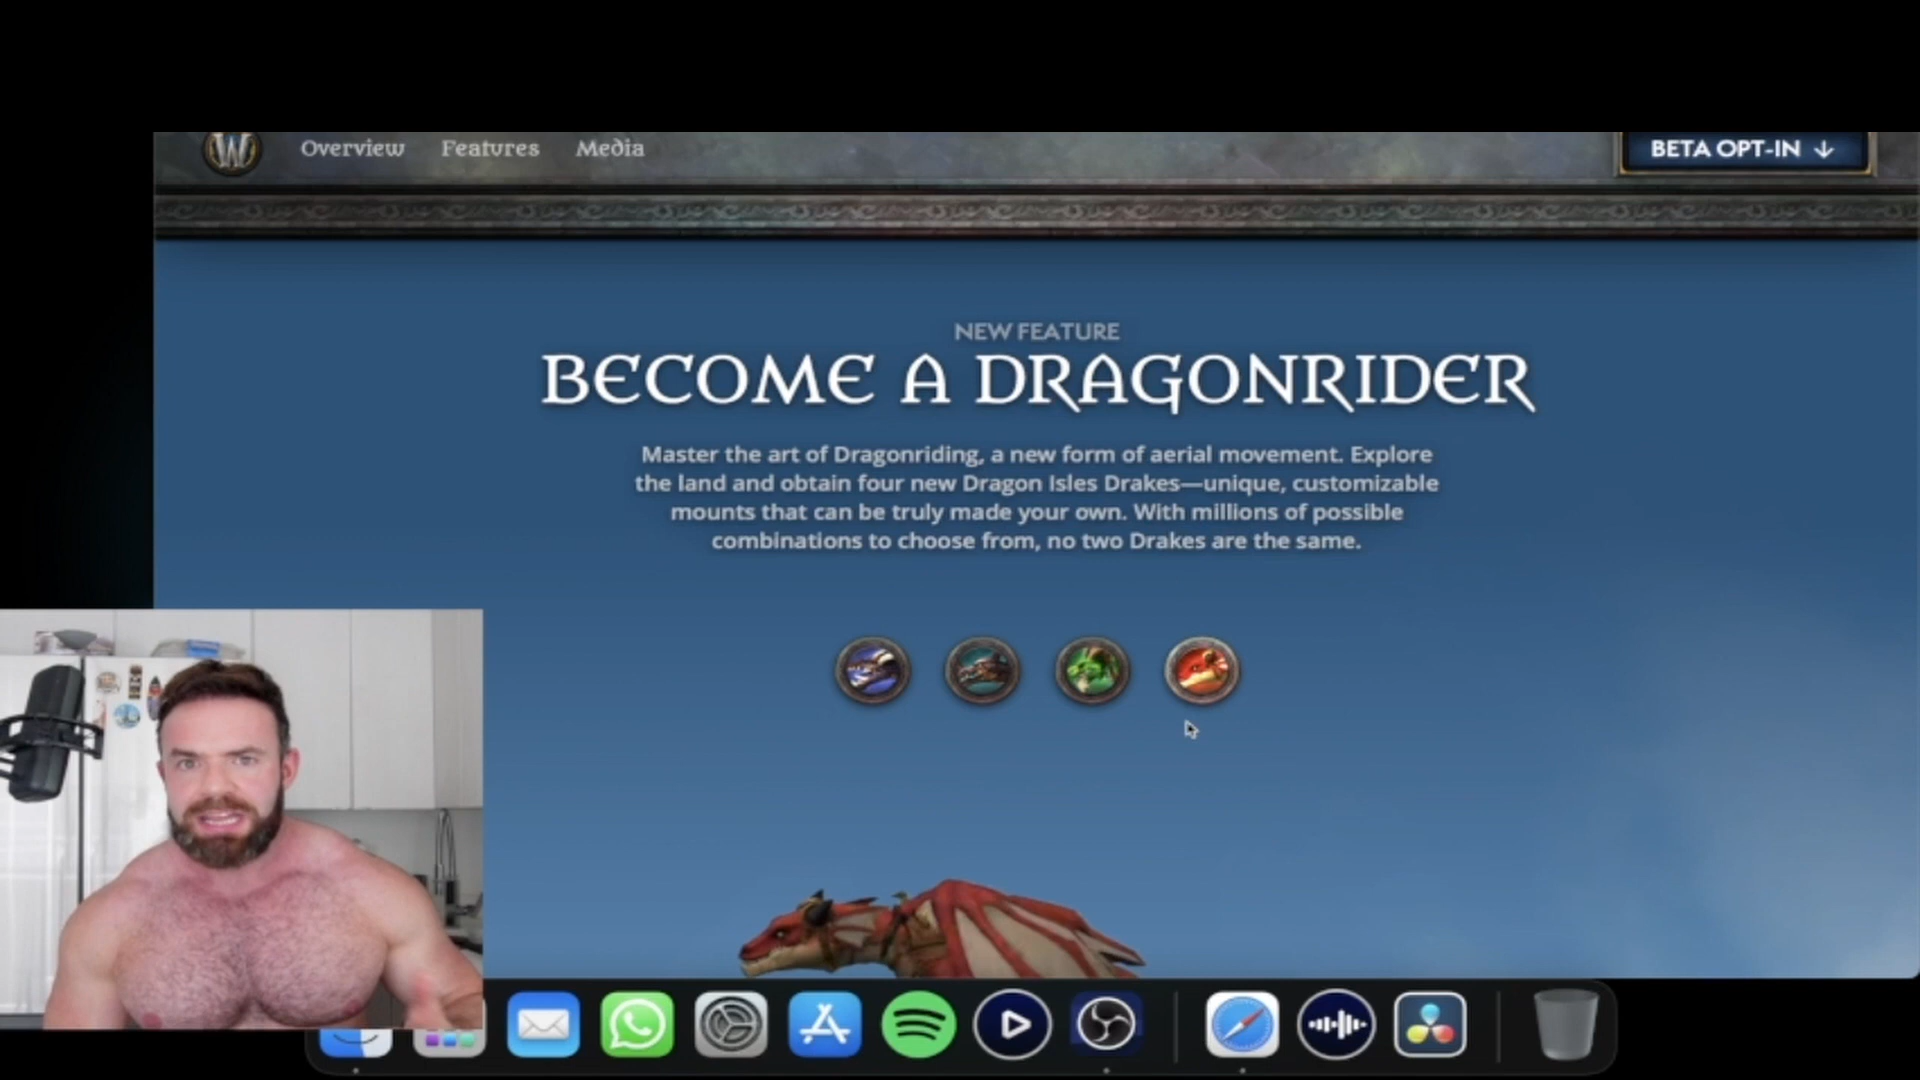 Overview Features Media
BETA OPT-IN
NEW FEATURE
BECOME A DRAGONRIDER
Master the art of Dragonriding, a new form of aerial movement. Explore
the land and obtain four new Dragon Isles Drakes—unique, customizable
mounts that can be truly made your own. With millions of possible
combinations to choose from, no two Drakes are the same.